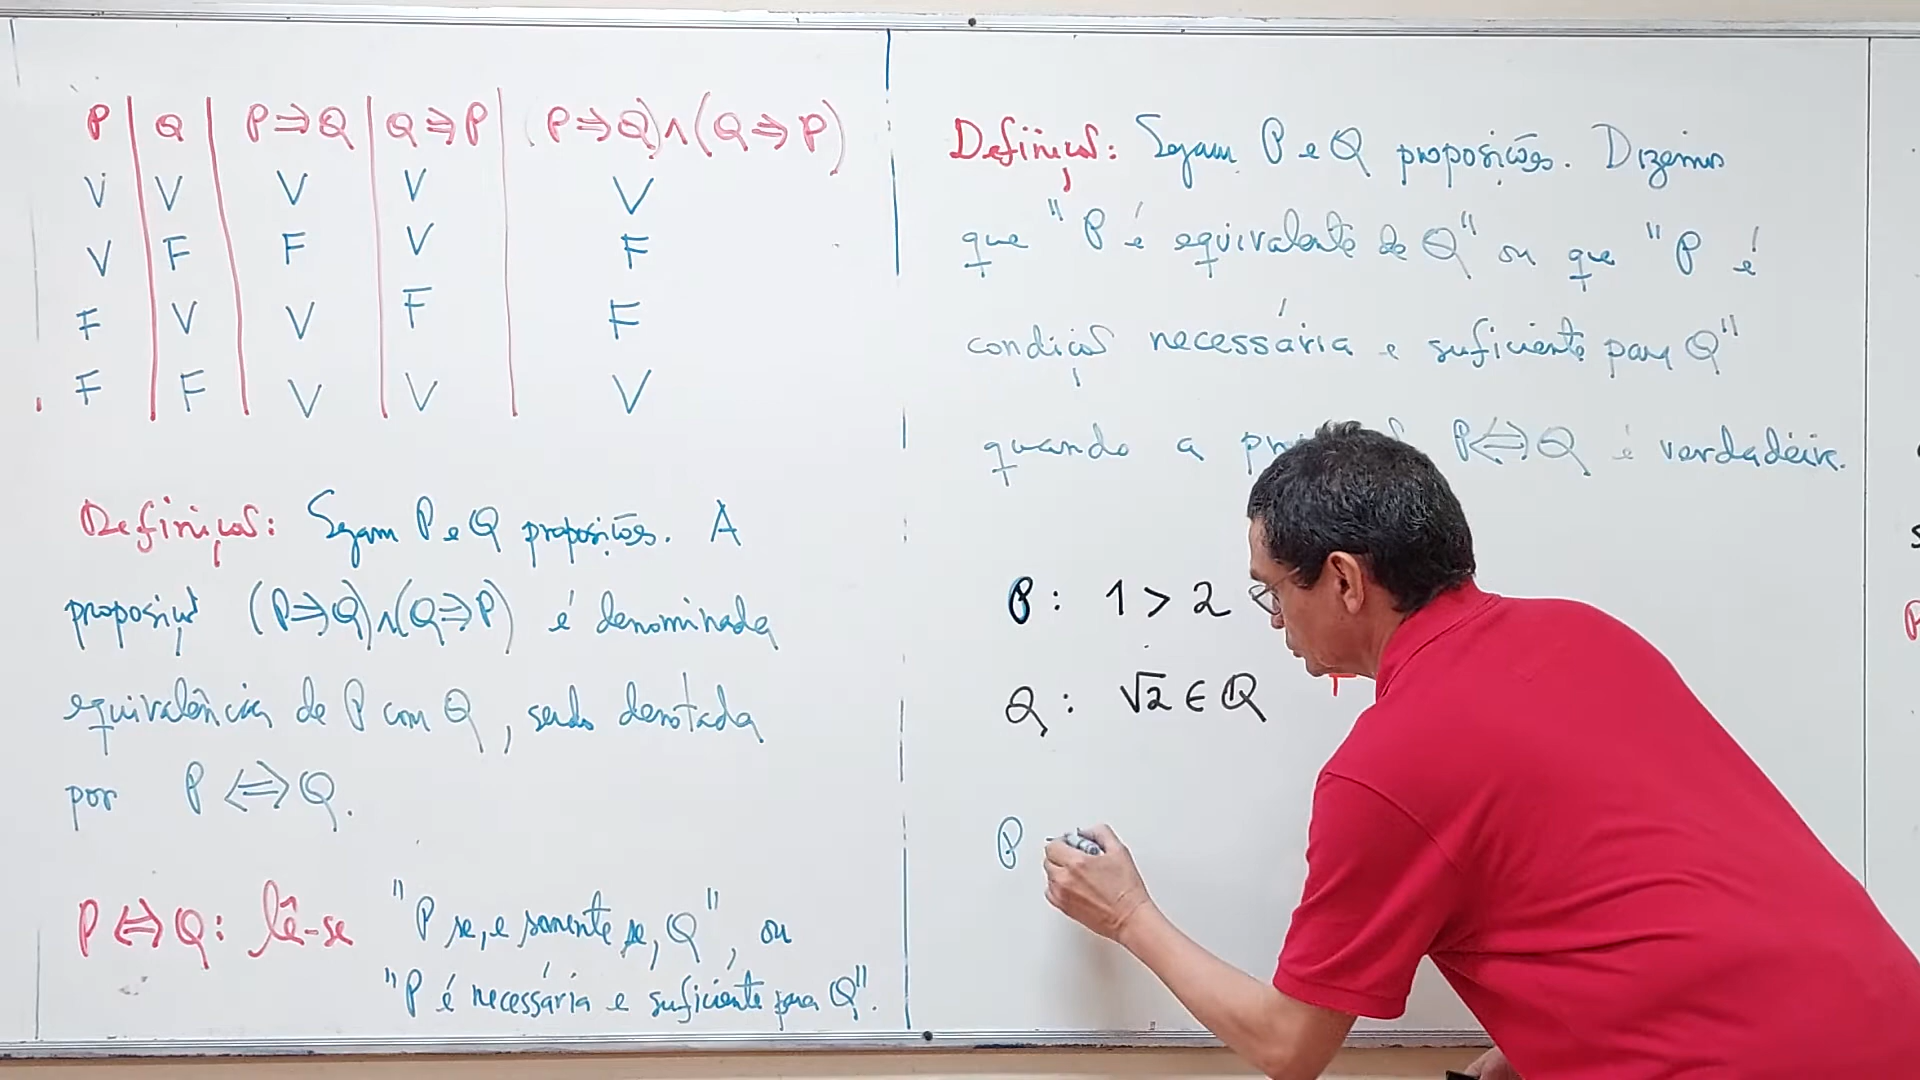 P | Q | P ⇒ Q | Q ⇒ P | (P ⇒ Q) ∧ (Q ⇒ P)
V | V | V | V | V
V | F | F | V | F
F | V | V | F | F
F | F | V | V | V
Definição: Sejam P e Q proposições. A
proposição (P ⇒ Q) ∧ (Q ⇒ P) é denominada
equivalência de P com Q, sendo denotada
por P ⇔ Q.
P ⇔ Q: lê-se "P se, e somente se, Q", ou
"P é necessária e suficiente para Q".
Definição: Sejam P e Q proposições. Dizemos
que "P é equivalente de Q" ou que "P é
condição necessária e suficiente para Q"
quando a P ⇔ Q é verdadeira.
P: 1 > 2
Q: √2 ∈ ℚ
P